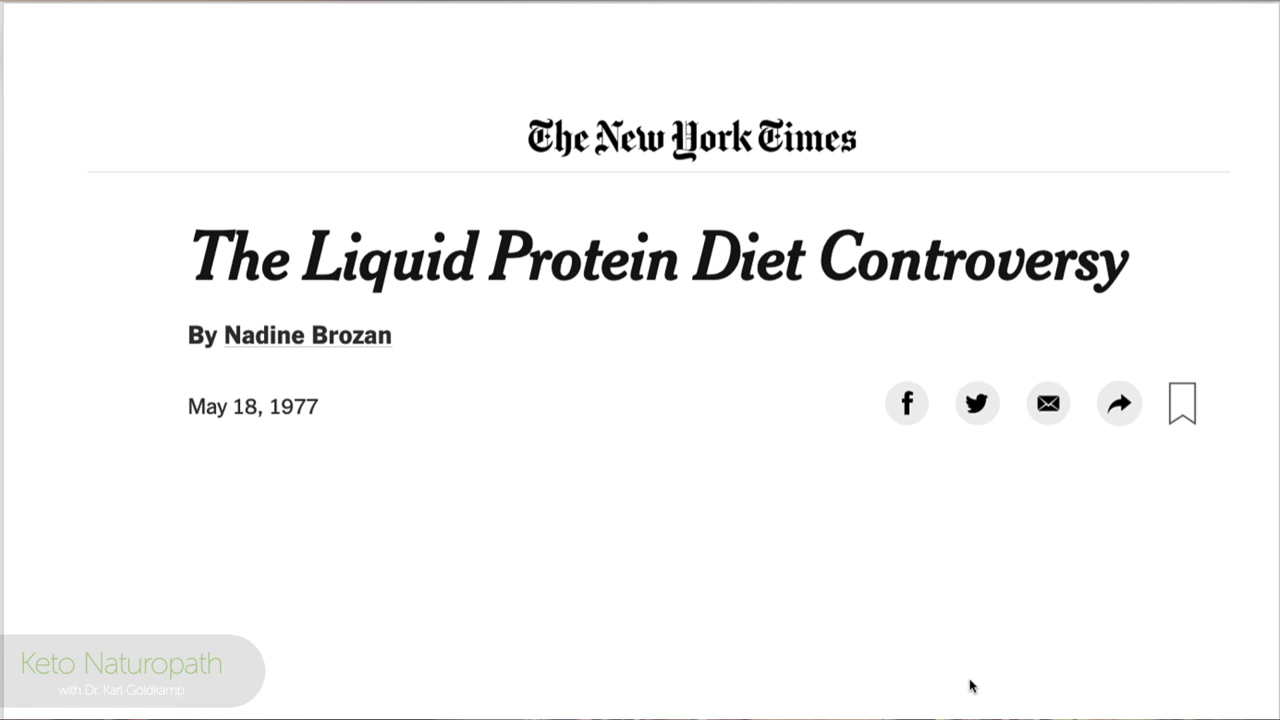 The New York Times
The Liquid Protein Diet Controversy
By Nadine Brozan
May 18, 1977
Keto Naturopath
with Dr. Karl Goldkamp